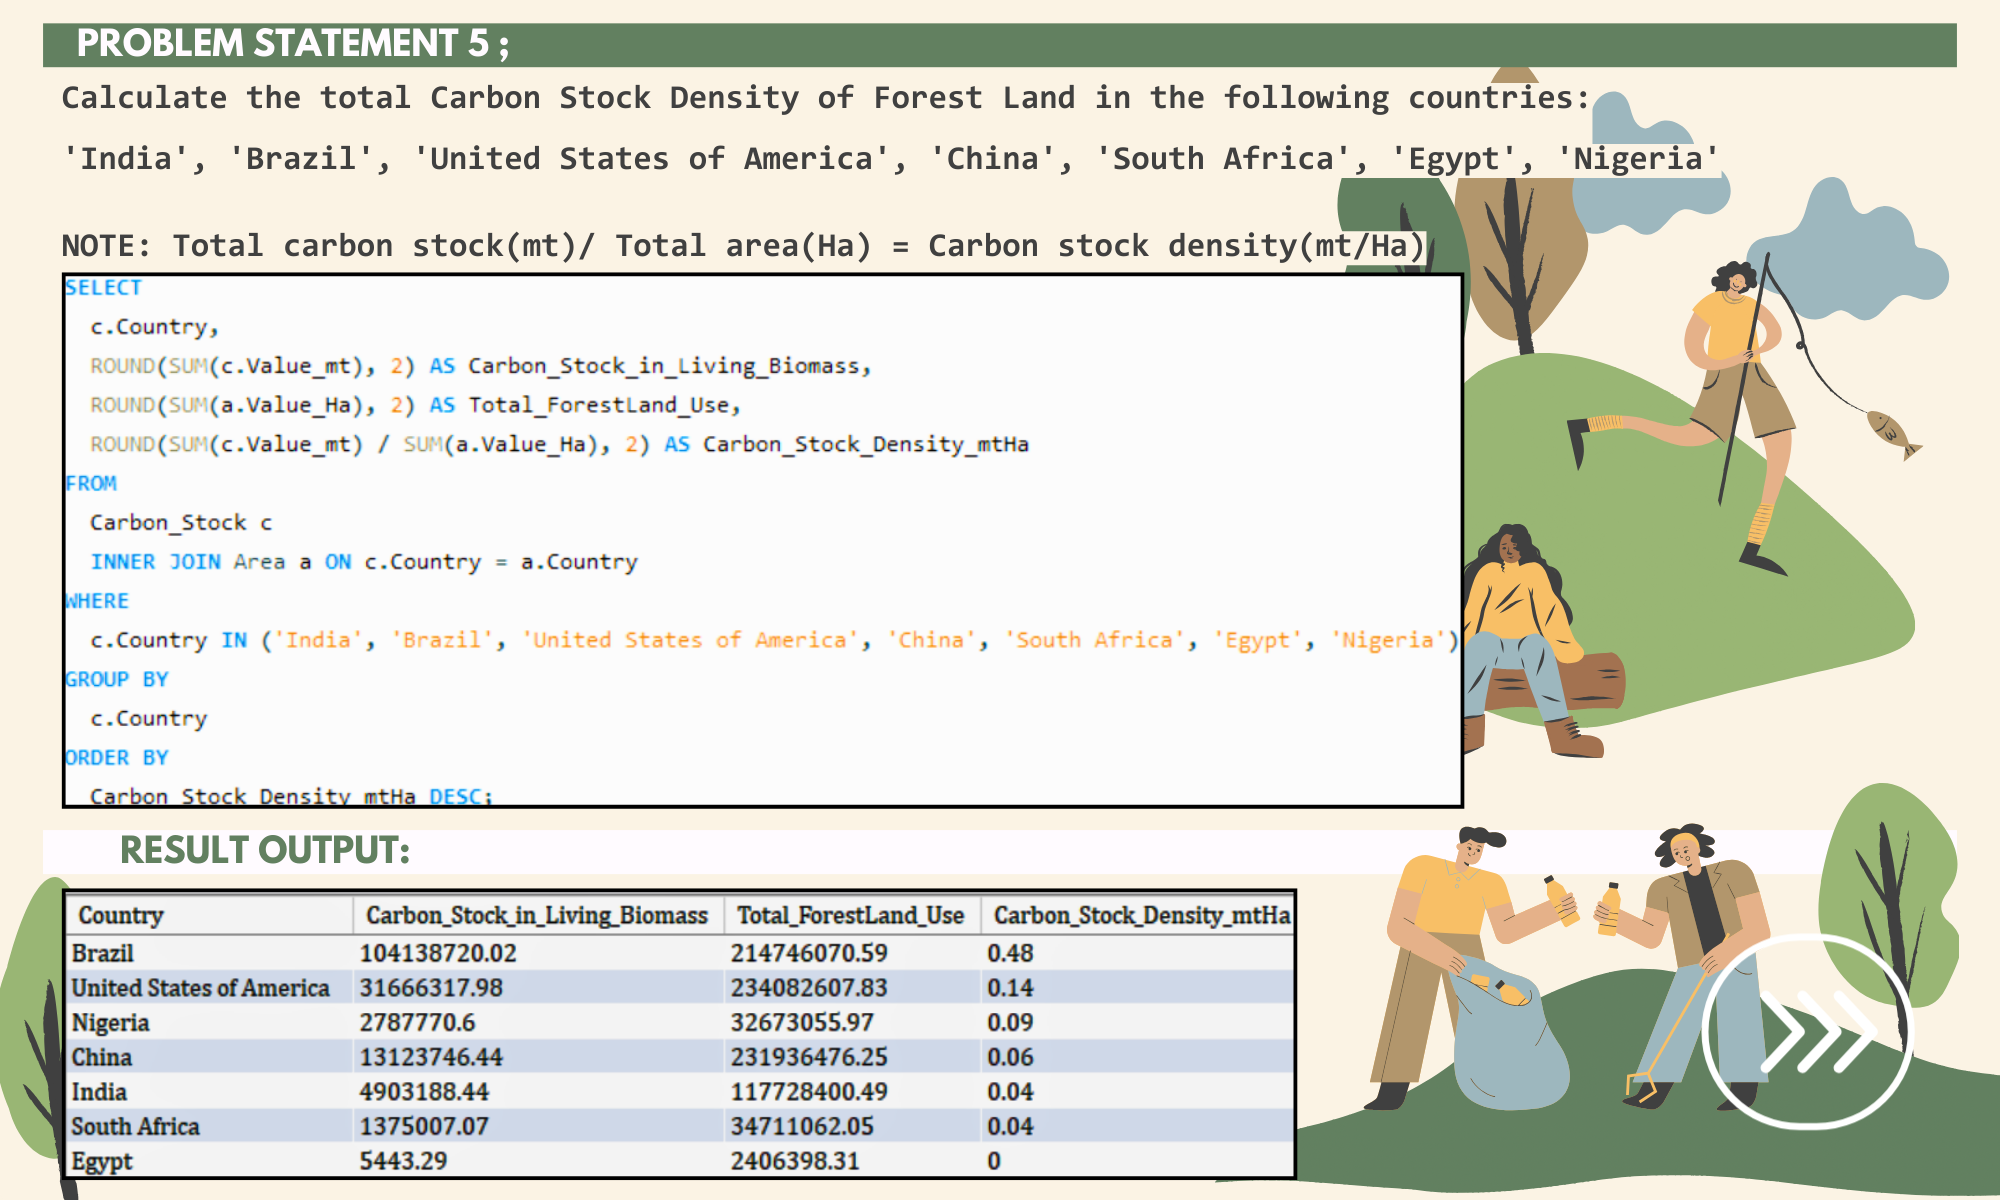 PROBLEM STATEMENT 5 ;
Calculate the total Carbon Stock Density of Forest Land in the following countries:
'India', 'Brazil', 'United States of America', 'China', 'South Africa', 'Egypt', 'Nigeria'
NOTE: Total carbon stock(mt)/ Total area(Ha) = Carbon stock density(mt/Ha)
SELECT
c.Country,
ROUND(SUM(c.Value_mt), 2) AS Carbon_Stock_in_Living_Biomass,
ROUND(SUM(a.Value_Ha), 2) AS Total_ForestLand_Use,
ROUND(SUM(c.Value_mt) / SUM(a.Value_Ha), 2) AS Carbon_Stock_Density_mtHa
FROM
Carbon_Stock c
INNER JOIN Area a ON c.Country = a.Country
WHERE
c.Country IN ('India', 'Brazil', 'United States of America', 'China', 'South Africa', 'Egypt', 'Nigeria')
GROUP BY
c.Country
ORDER BY
Carbon_Stock_Density_mtHa DESC;
RESULT OUTPUT:
Country Carbon_Stock_in_Living_Biomass Total_ForestLand_Use Carbon_Stock_Density_mtHa
Brazil 104138720.02 214746070.59 0.48
United States of America 31666317.98 234082607.83 0.14
Nigeria 2787770.6 32673055.97 0.09
China 13123746.44 231936476.25 0.06
India 4903188.44 117728400.49 0.04
South Africa 1375007.07 34711062.05 0.04
Egypt 5443.29 2406398.31 0